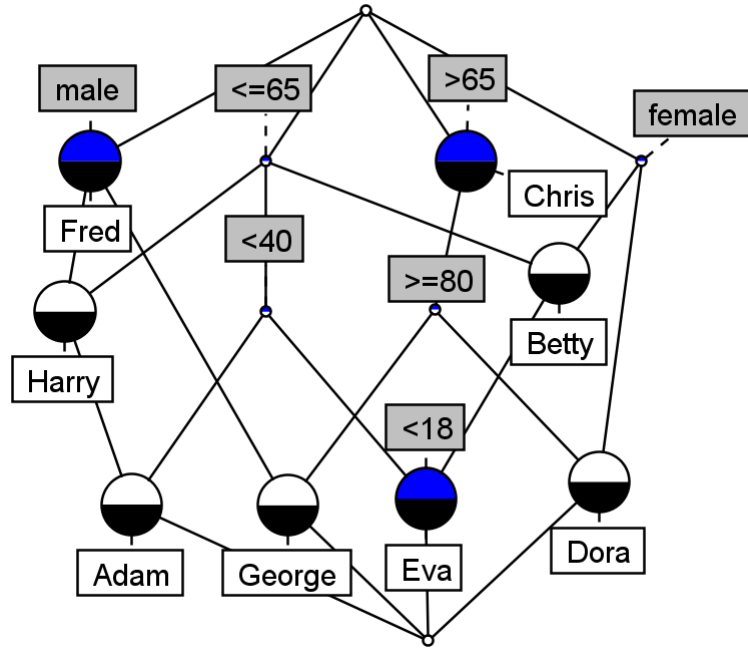 male
<=65
>65
female
Chris
Fred
<40
>=80
Betty
Harry
<18
Adam
George
Eva
Dora